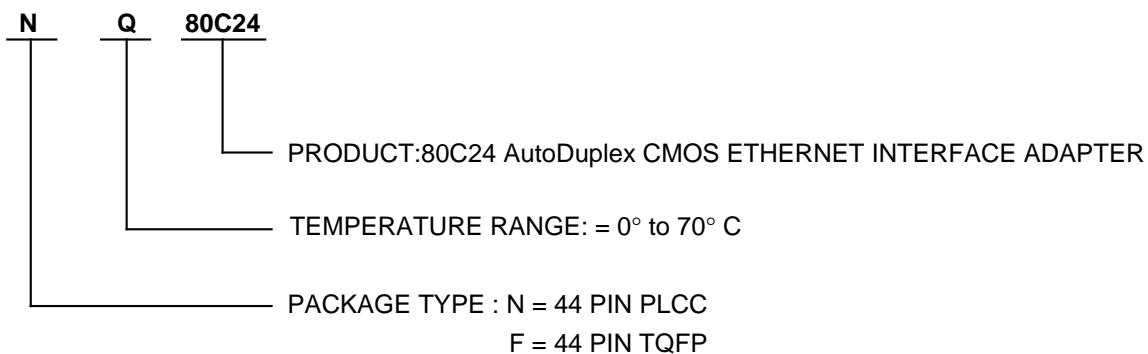 N Q 80C24
PRODUCT:80C24 AutoDuplex CMOS ETHERNET INTERFACE ADAPTER
TEMPERATURE RANGE: = 0° to 70° C
PACKAGE TYPE : N = 44 PIN PLCC
F = 44 PIN TQFP